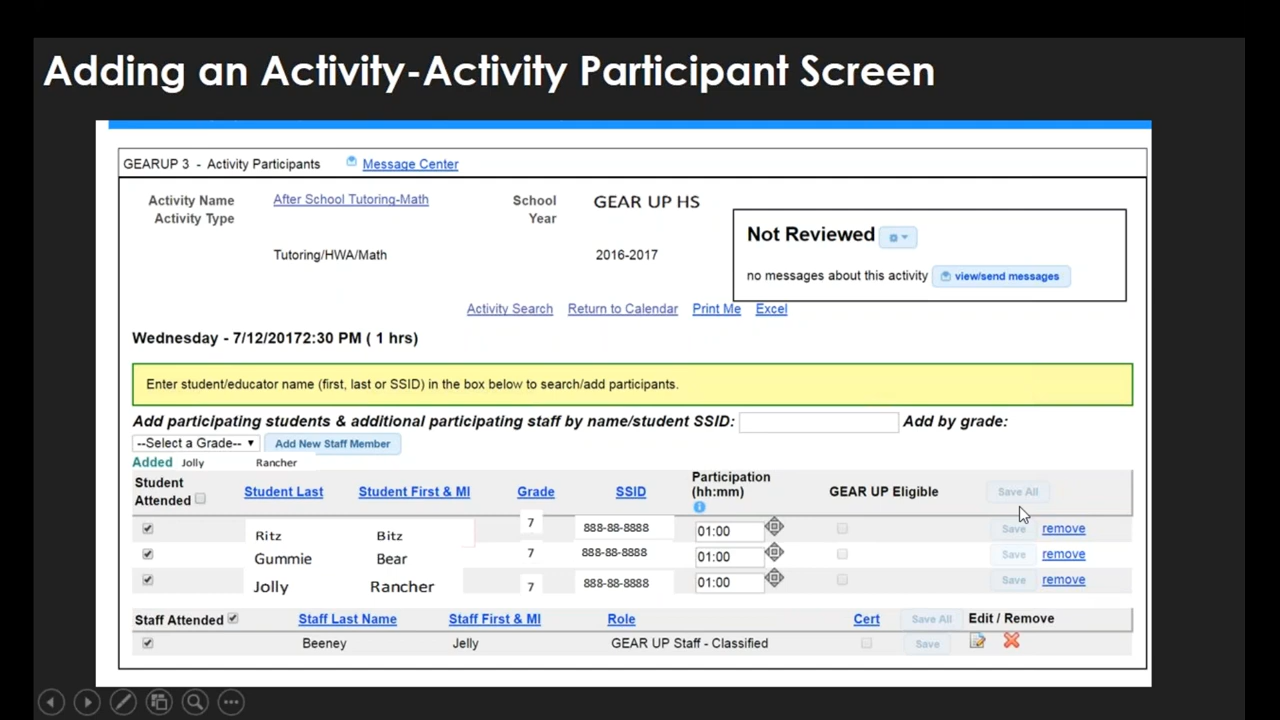 Adding an Activity-Activity Participant Screen
GEARUP 3 - Activity Participants Message Center
Activity Name After School Tutoring-Math School GEAR UP HS
Activity Type Year
Not Reviewed
Tutoring/HWA/Math 2016-2017
no messages about this activity view/send messages
Activity Search Return to Calendar Print Me Excel
Wednesday - 7/12/20172:30 PM ( 1 hrs)
Enter student/educator name (first, last or SSID) in the box below to search/add participants.
Add participating students & additional participating staff by name/student SSID: Add by grade:
--Select a Grade-- Add New Staff Member
Added Jolly Rancher
Student Attended Student Last Student First & MI Grade SSID Participation (hh:mm) GEAR UP Eligible Save All
Ritz Bitz 7 888-88-8888 01:00 Save remove
Gummie Bear 7 888-88-8888 01:00 Save remove
Jolly Rancher 7 888-88-8888 01:00 Save remove
Staff Attended Staff Last Name Staff First & MI Role Cert Save All Edit / Remove
Beeney Jelly GEAR UP Staff - Classified Save